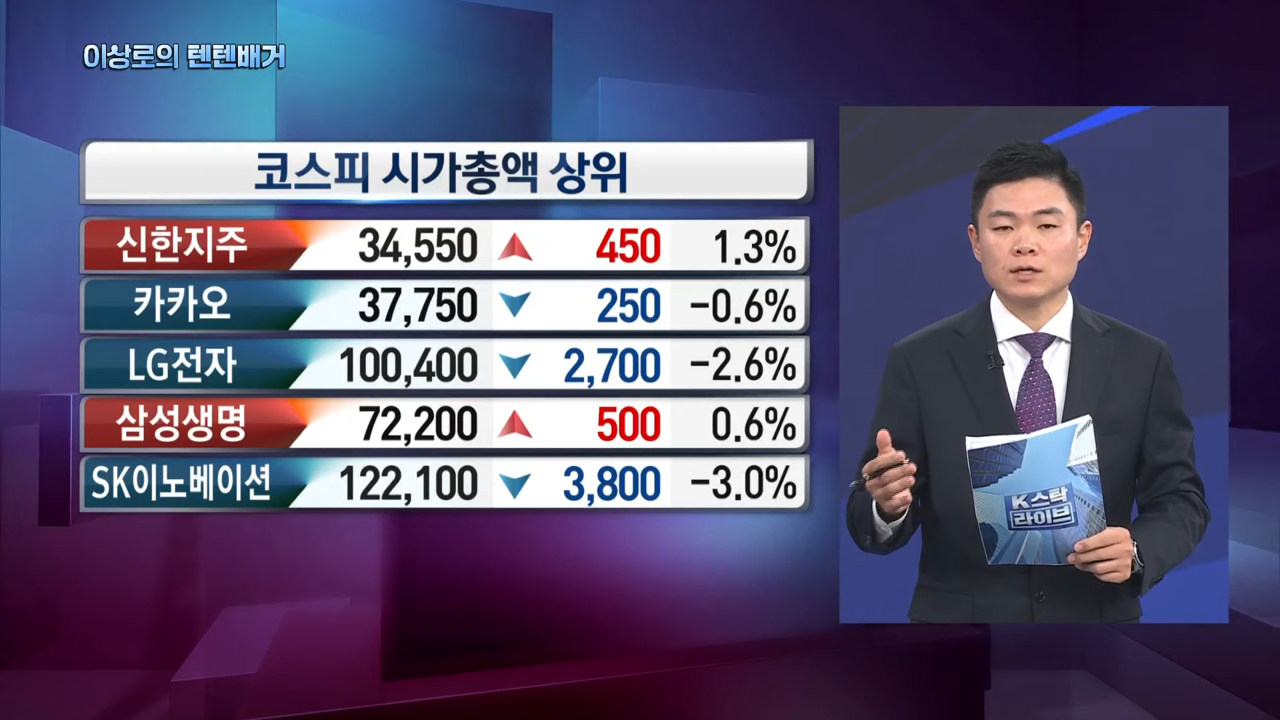 이상로의 텐텐배거
코스피 시가총액 상위
신한지주 34,550 ▲ 450 1.3%
카카오 37,750 ▼ 250 -0.6%
LG전자 100,400 ▼ 2,700 -2.6%
삼성생명 72,200 ▲ 500 0.6%
SK이노베이션 122,100 ▼ 3,800 -3.0%
K스탁
라이브